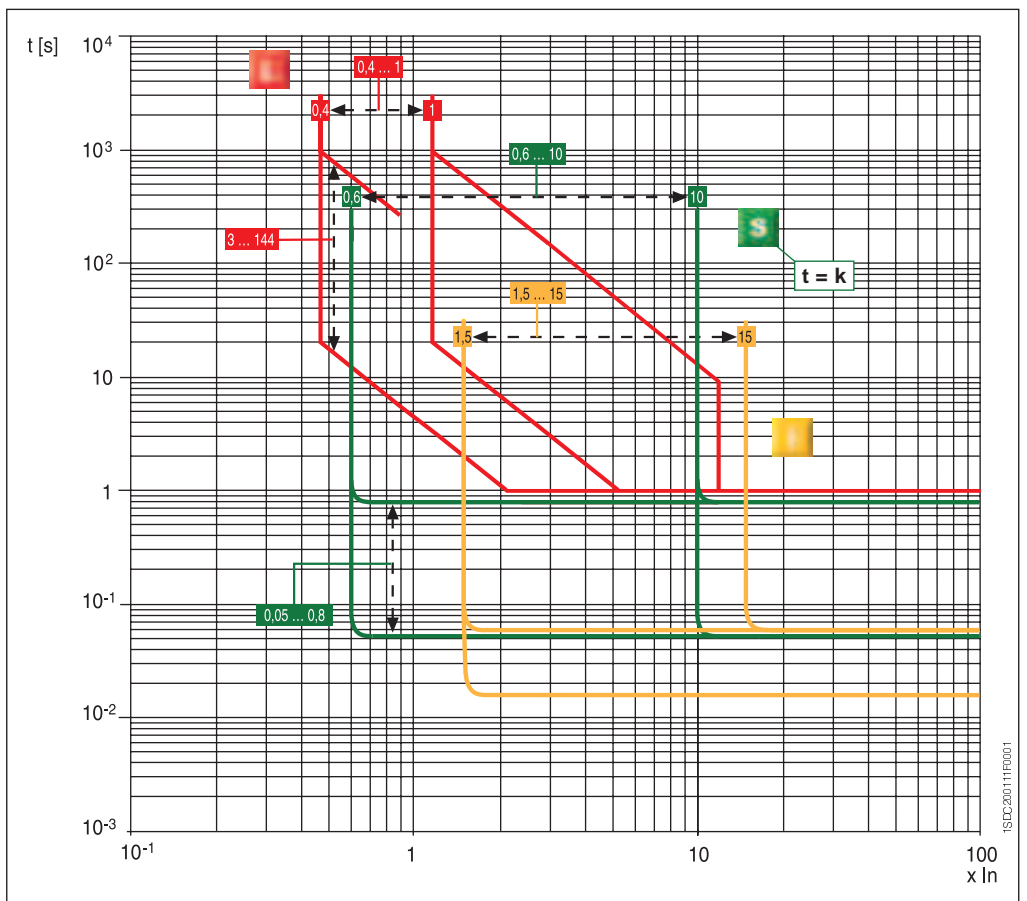 t [s]
10⁴
L
0,4 ... 1
0,4
1
10³
0,6 ... 10
0,6
10
S
3 ... 144
t = k
10²
1,5 ... 15
1,5
15
10
I
1
10⁻¹
0,05 ... 0,8
10⁻²
10⁻³
10⁻¹
1
10
100
x In
1SDC200111F0001